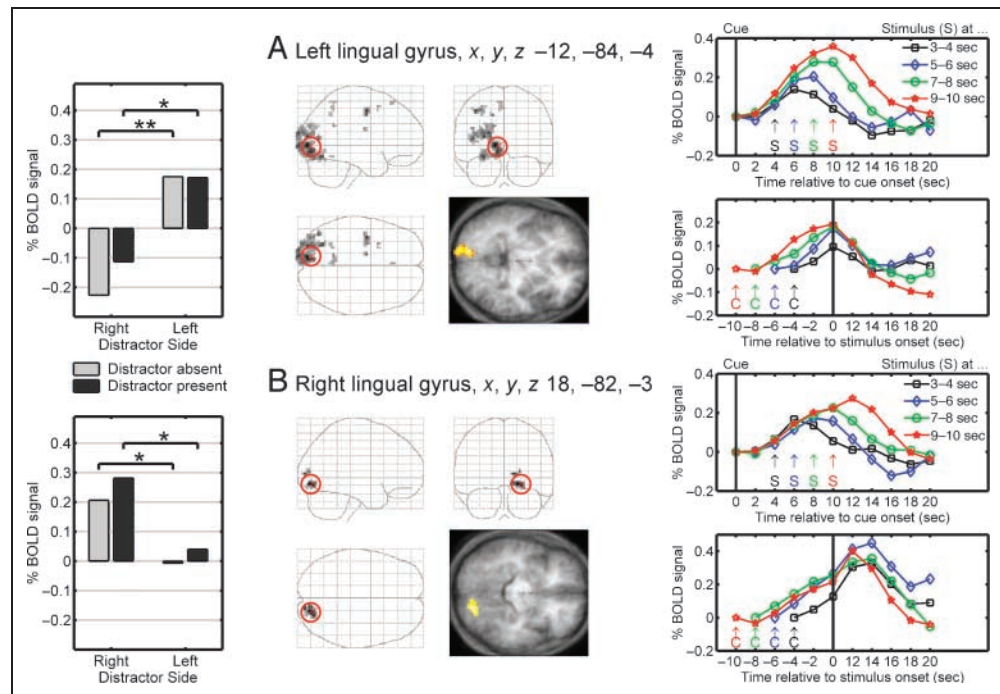 A Left lingual gyrus, x, y, z –12, –84, –4
% BOLD signal
0.4
0.3
0.2
0.1
0
–0.1
–0.2
*
**
Right Left
Distractor Side
Distractor absent
Distractor present
% BOLD signal
0.4
0.3
0.2
0.1
0
–0.1
–0.2
*
*
Right Left
Distractor Side
Cue
Stimulus (S) at ...
3–4 sec
5–6 sec
7–8 sec
9–10 sec
% BOLD signal
0.4
0.2
0
–0.2
S S S S
0 2 4 6 8 10 12 14 16 18 20
Time relative to cue onset (sec)
% BOLD signal
0.2
0.1
0
–0.1
–0.2
C C C C
–10 –8 –6 –4 –2 0 12 14 16 18 20
Time relative to stimulus onset (sec)
B Right lingual gyrus, x, y, z 18, –82, –3
Cue
Stimulus (S) at ...
3–4 sec
5–6 sec
7–8 sec
9–10 sec
% BOLD signal
0.4
0.2
0
–0.2
S S S S
0 2 4 6 8 10 12 14 16 18 20
Time relative to cue onset (sec)
% BOLD signal
0.4
0.2
0
–0.2
C C C C
–10 –8 –6 –4 –2 0 12 14 16 18 20
Time relative to stimulus onset (sec)